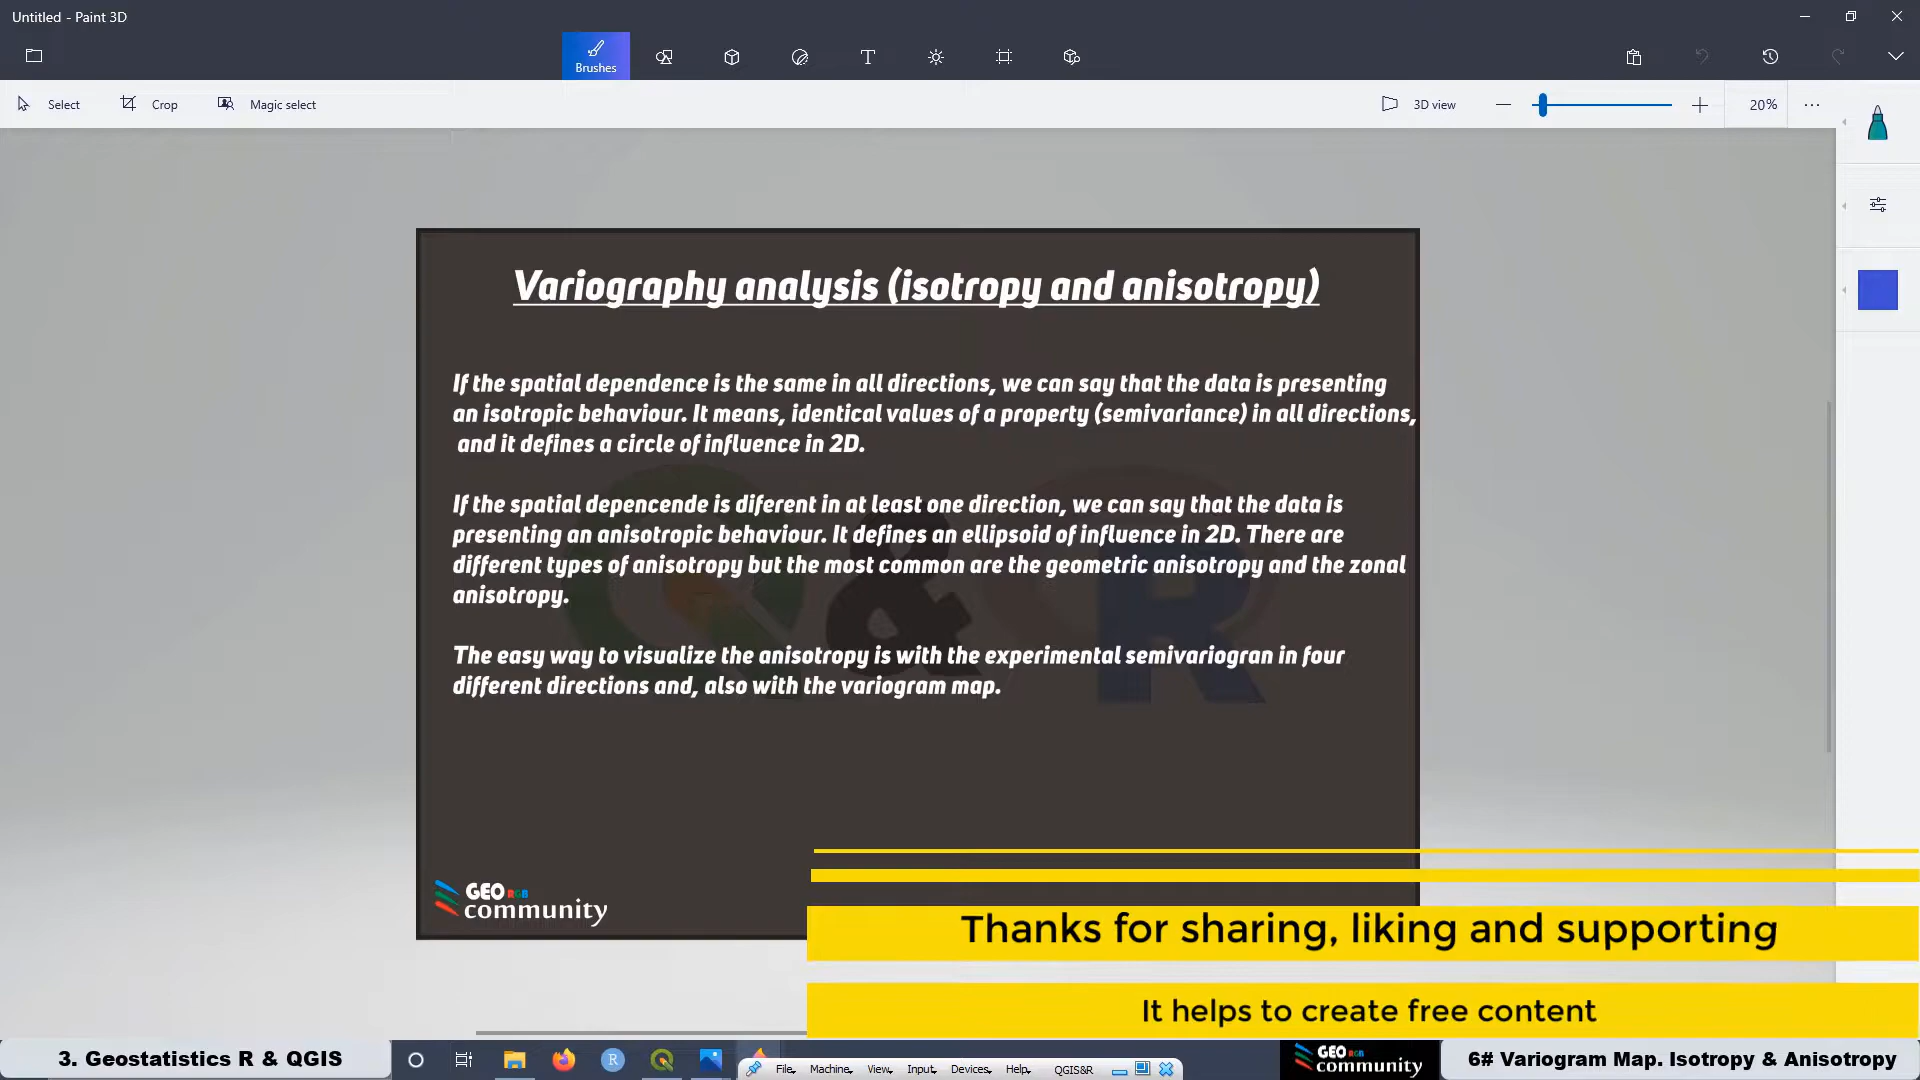 Untitled - Paint 3D
Brushes
Select
Crop
Magic select
3D view
20%
Variography analysis (isotropy and anisotropy)
If the spatial dependence is the same in all directions, we can say that the data is presenting
an isotropic behaviour. It means, identical values of a property (semivariance) in all directions,
and it defines a circle of influence in 2D.
If the spatial depencende is diferent in at least one direction, we can say that the data is
presenting an anisotropic behaviour. It defines an ellipsoid of influence in 2D. There are
different types of anisotropy but the most common are the geometric anisotropy and the zonal
anisotropy.
The easy way to visualize the anisotropy is with the experimental semivariogran in four
different directions and, also with the variogram map.
Q & R
GEO RGB
community
Thanks for sharing, liking and supporting
It helps to create free content
3. Geostatistics R & QGIS
R
File Machine View Input Devices Help QGIS&R
GEO RGB
community
6# Variogram Map. Isotropy & Anisotropy